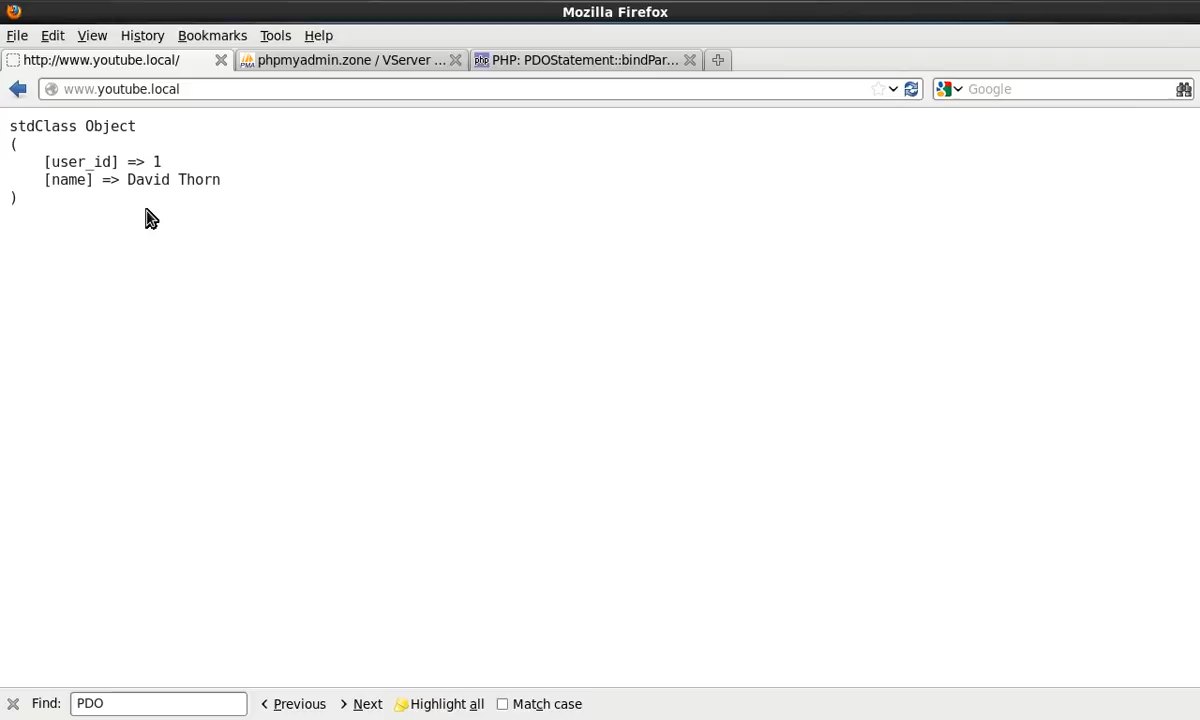 Mozilla Firefox
File Edit View History Bookmarks Tools Help
http://www.youtube.local/ phpmyadmin.zone / VServer ... PHP: PDOStatement::bindPar...
www.youtube.local Google
stdClass Object
(
    [user_id] => 1
    [name] => David Thorn
)
Find: PDO Previous Next Highlight all Match case